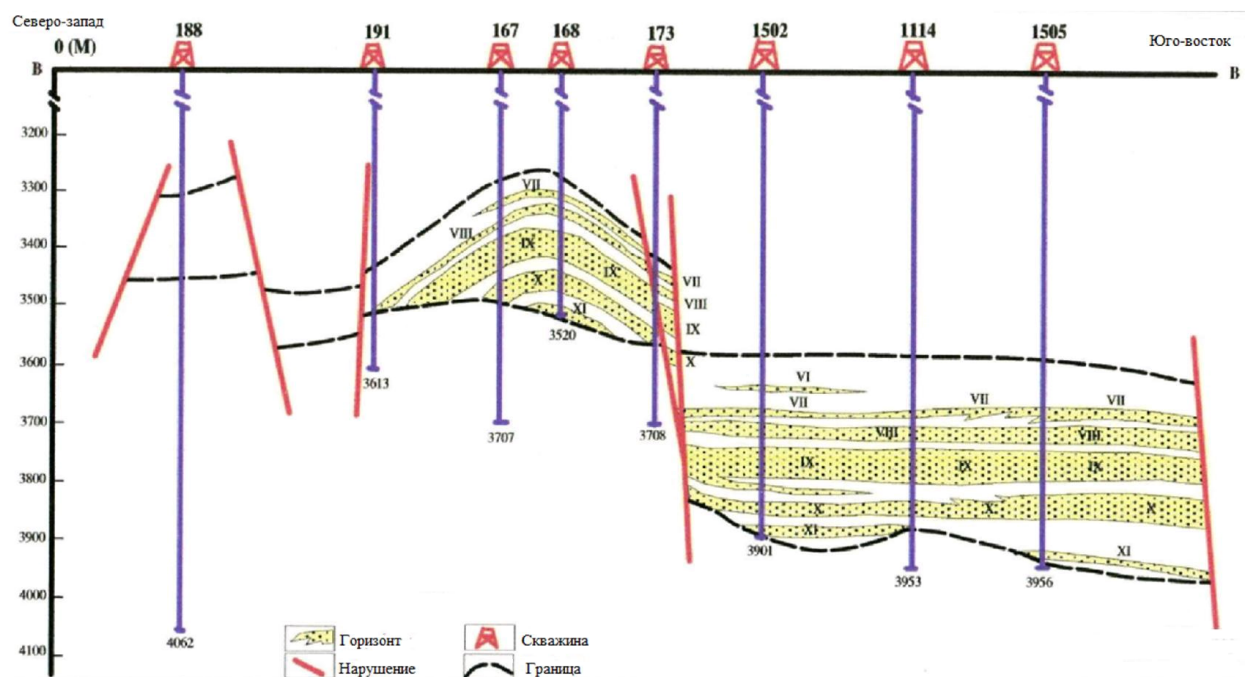 Северо-запад
188 191 167 168 173 1502 1114 1505
0 (М) Юго-восток
В В
3200
3300
VII
3400
VIII IX IX VII
X VIII
3500
XI IX
3520
3600 X
3613 VI
VII VII VII
3700
3707 3708 VIII VIII
IX IX IX
3800
X X X
XI
3900
3901 XI
3953 3956
4000
4062
4100
Горизонт Скважина
Нарушение Граница